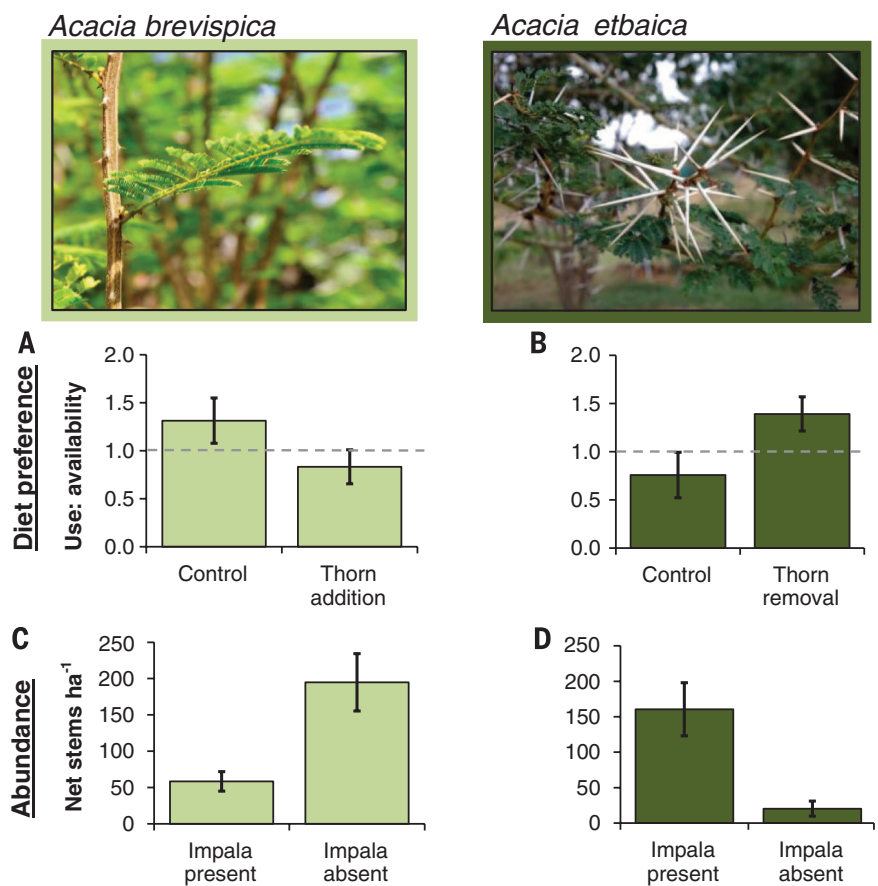 Acacia brevispica
Acacia etbaica
A
B
Diet preference
Use: availability
2.0
1.5
1.0
0.5
0.0
Control
Thorn
addition
2.0
1.5
1.0
0.5
0.0
Control
Thorn
removal
C
D
Abundance
Net stems ha⁻¹
250
200
150
100
50
0
Impala
present
Impala
absent
250
200
150
100
50
0
Impala
present
Impala
absent